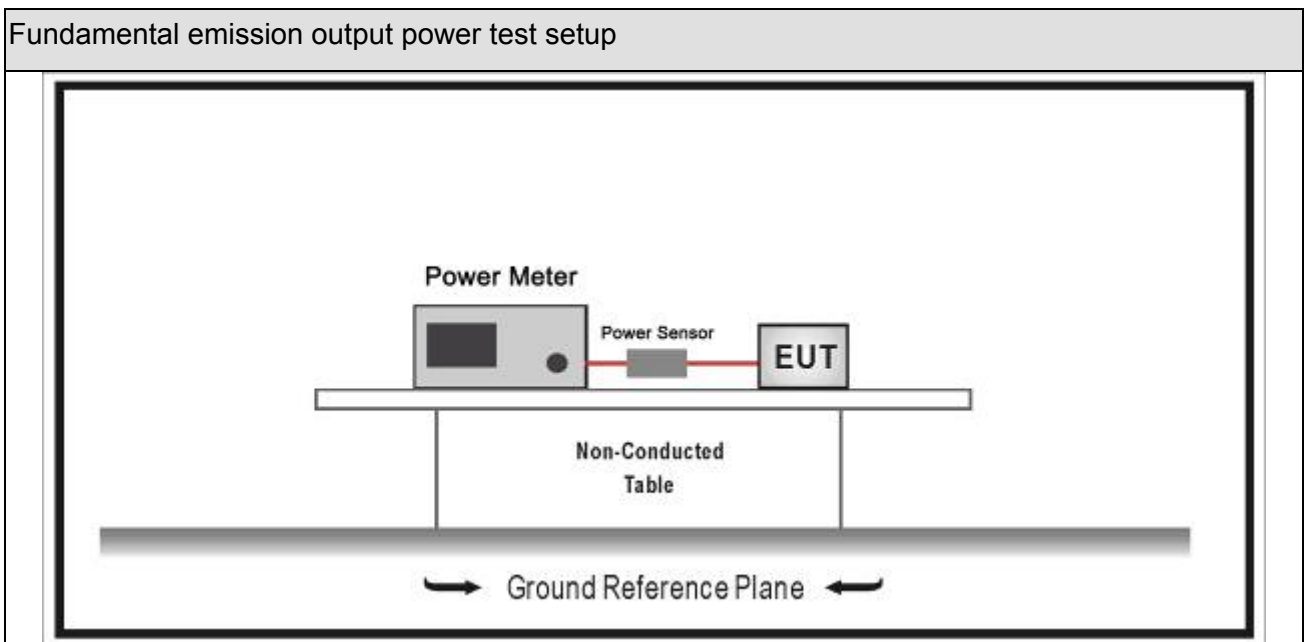 Fundamental emission output power test setup
Power Meter
Power Sensor
EUT
Non-Conducted
Table
Ground Reference Plane